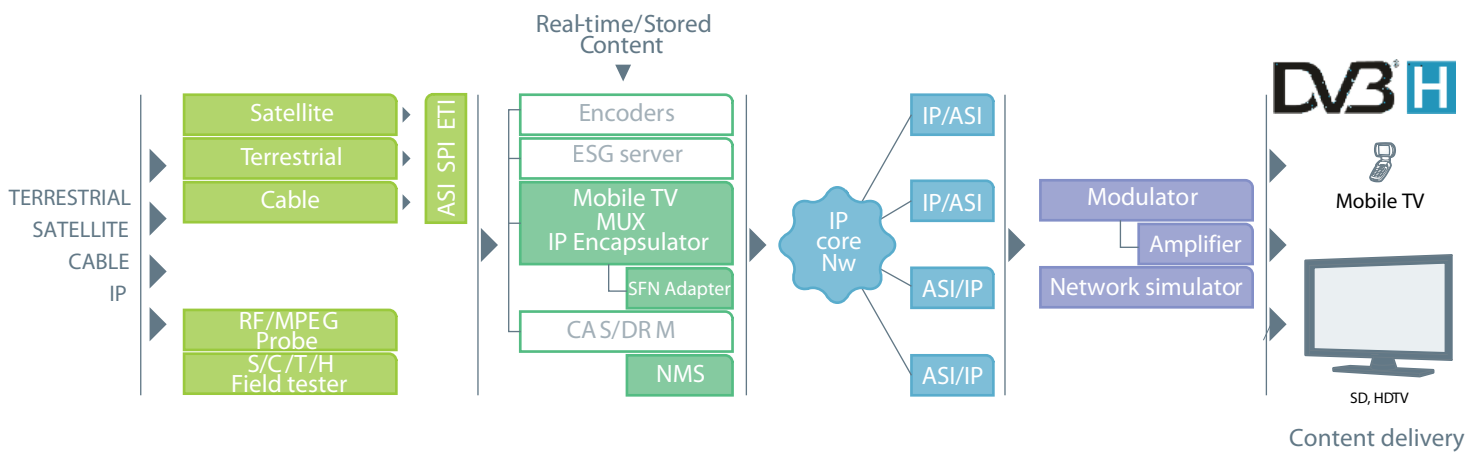 Real-time/Stored
Content
TERRESTRIAL
SATELLITE
CABLE
IP
Satellite
Terrestrial
Cable
RF/MPEG
Probe
S/C/T/H
Field tester
ASI SPI ETI
Encoders
ESG server
Mobile TV
MUX
IP Encapsulator
SFN Adapter
CAS/DRM
NMS
IP
core
Nw
IP/ASI
IP/ASI
ASI/IP
ASI/IP
Modulator
Amplifier
Network simulator
DVB® H
Mobile TV
SD, HDTV
Content delivery